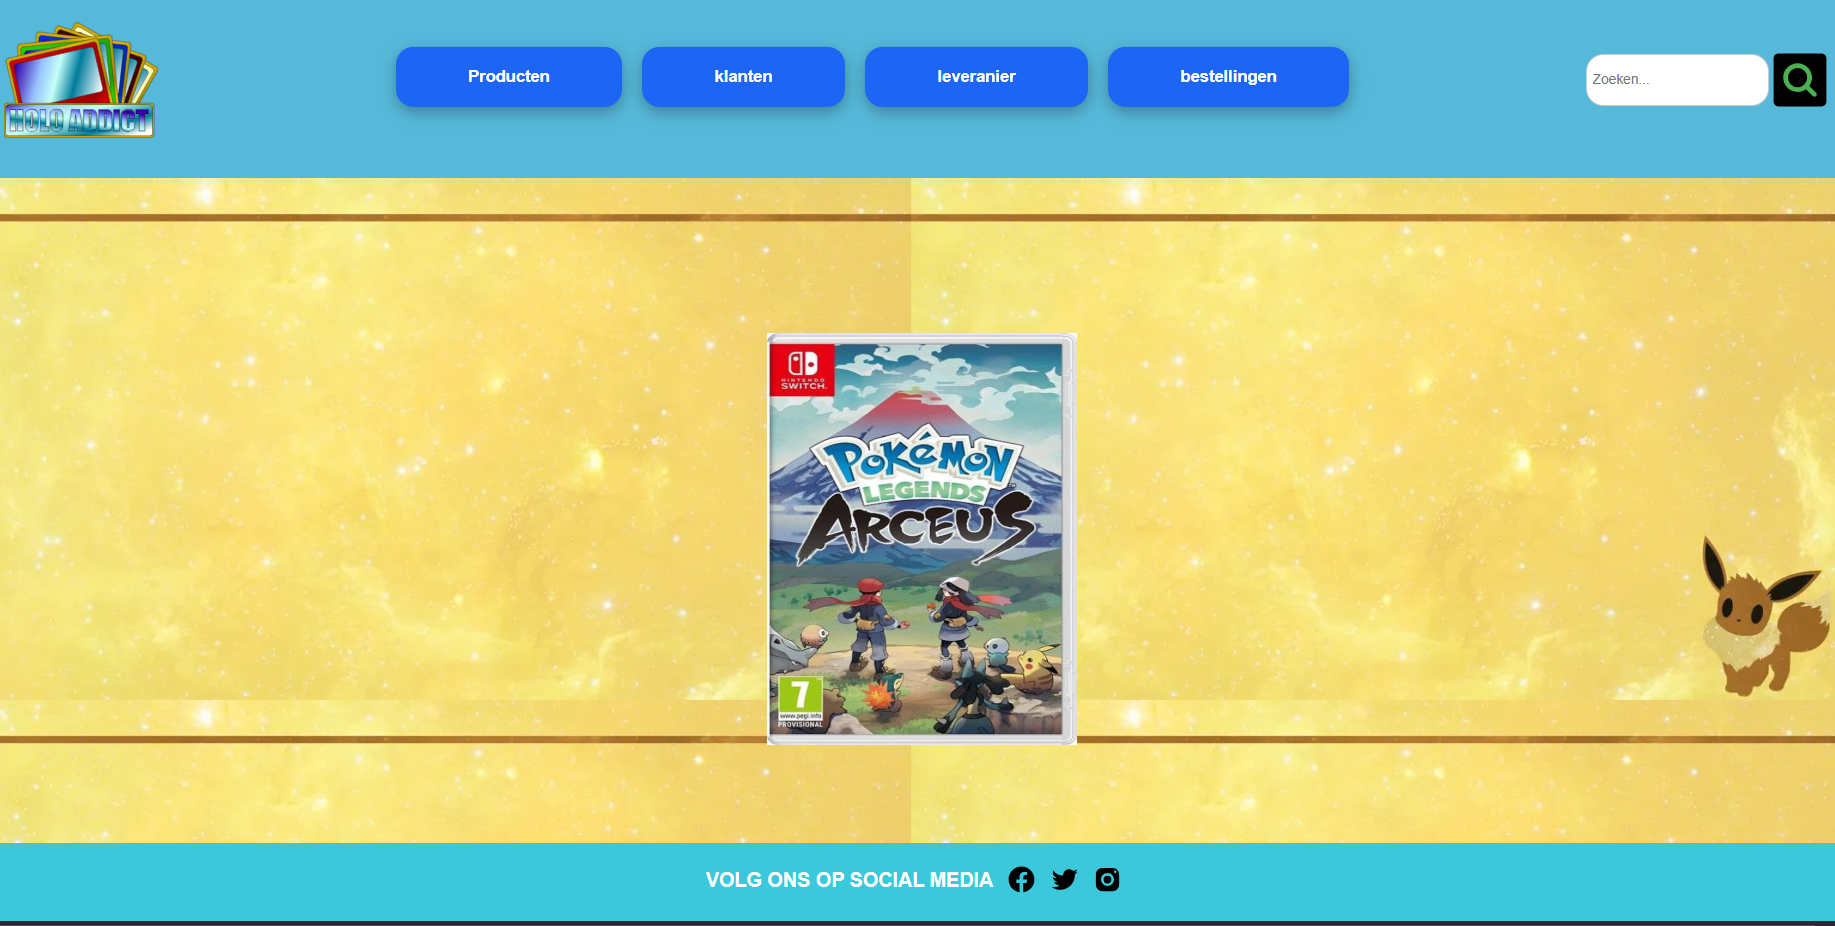 HOLO ADDICT
Producten
klanten
leveranier
bestellingen
Zoeken...
NINTENDO
SWITCH
POKéMON
LEGENDS
ARCEUS
™
7
www.pegi.info
PROVISIONAL
VOLG ONS OP SOCIAL MEDIA